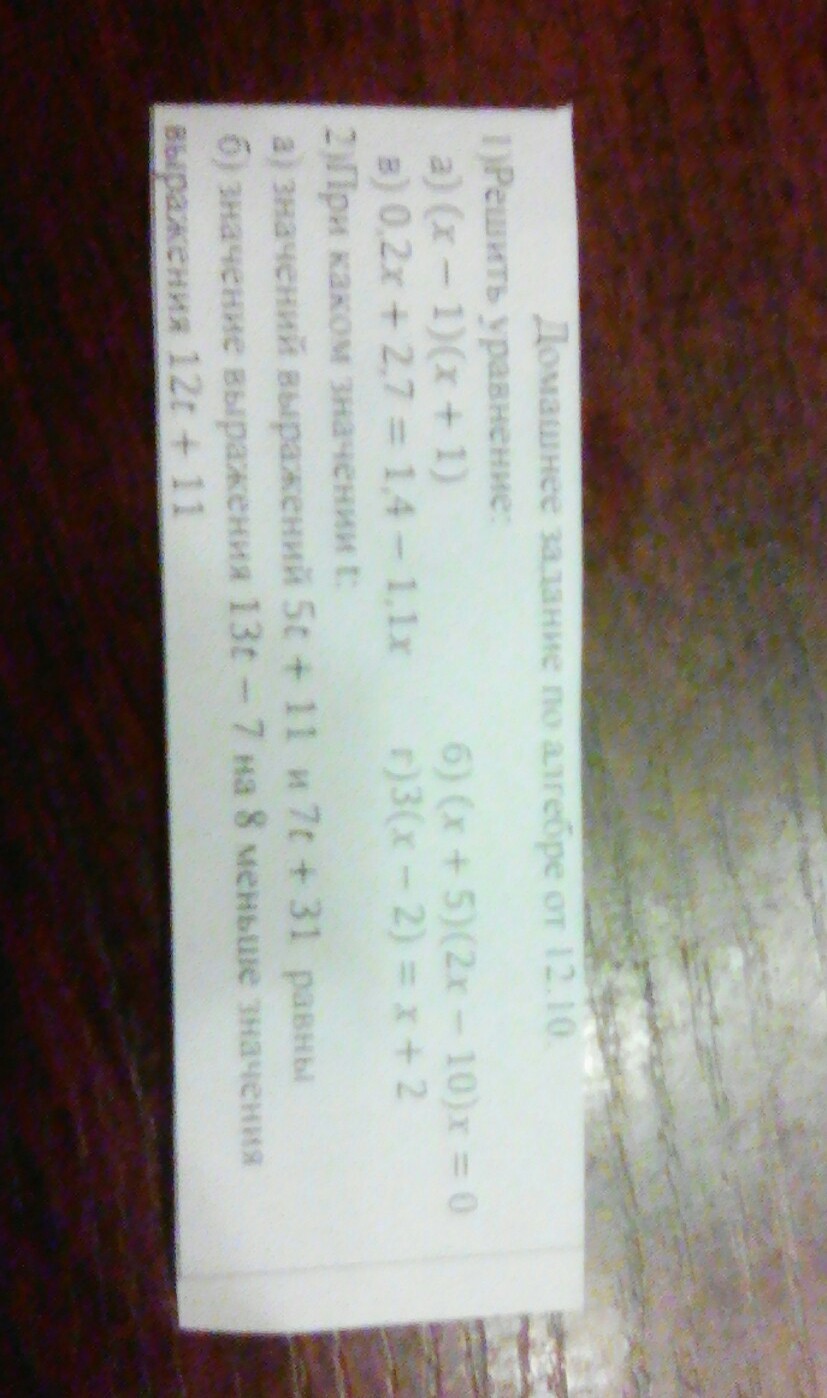 Домашнее задание по алгебре от 12.10.
1)Решить уравнение:
а) (x − 1)(x + 1) б) (x + 5)(2x − 10)x = 0
в) 0,2x + 2,7 = 1,4 − 1,1x г)3(x − 2) = x + 2
2)При каком значении t:
а) значений выражений 5t + 11 и 7t + 31 равны
б) значение выражения 13t − 7 на 8 меньше значения
выражения 12t + 11